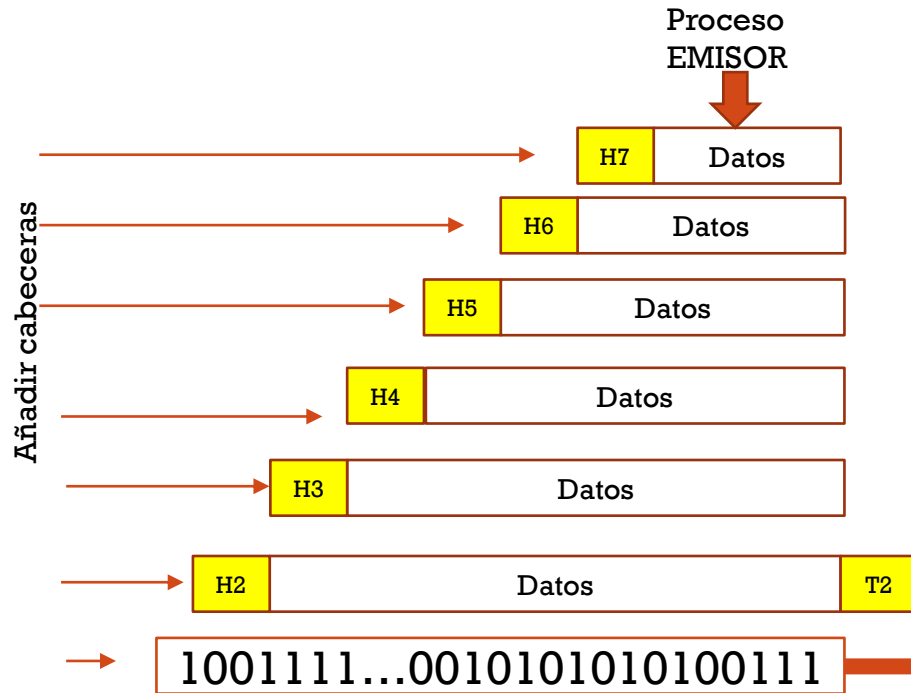 Proceso
EMISOR
Añadir cabeceras
H7 Datos
H6 Datos
H5 Datos
H4 Datos
H3 Datos
H2 Datos T2
1001111...0010101010100111